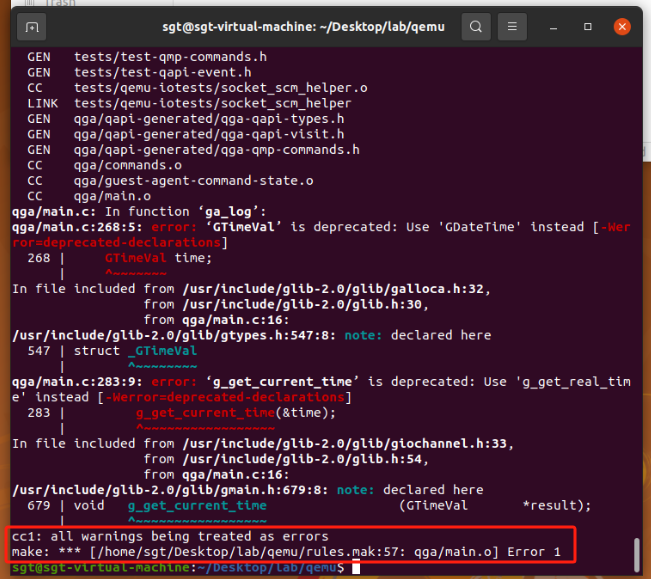 Trash
sgt@sgt-virtual-machine: ~/Desktop/lab/qemu
GEN   tests/test-qmp-commands.h
GEN   tests/test-qapi-event.h
CC    tests/qemu-iotests/socket_scm_helper.o
LINK  tests/qemu-iotests/socket_scm_helper
GEN   qga/qapi-generated/qga-qapi-types.h
GEN   qga/qapi-generated/qga-qapi-visit.h
GEN   qga/qapi-generated/qga-qmp-commands.h
CC    qga/commands.o
CC    qga/guest-agent-command-state.o
CC    qga/main.o
qga/main.c: In function ‘ga_log’:
qga/main.c:268:5: error: ‘GTimeVal’ is deprecated: Use 'GDateTime' instead [-Wer
ror=deprecated-declarations]
  268 |     GTimeVal time;
      |     ^~~~~~~~
In file included from /usr/include/glib-2.0/glib/galloca.h:32,
                 from /usr/include/glib-2.0/glib.h:30,
                 from qga/main.c:16:
/usr/include/glib-2.0/glib/gtypes.h:547:8: note: declared here
  547 | struct _GTimeVal
      |        ^~~~~~~~~
qga/main.c:283:9: error: ‘g_get_current_time’ is deprecated: Use 'g_get_real_tim
e' instead [-Werror=deprecated-declarations]
  283 |         g_get_current_time(&time);
      |         ^~~~~~~~~~~~~~~~~~
In file included from /usr/include/glib-2.0/glib/giochannel.h:33,
                 from /usr/include/glib-2.0/glib.h:54,
                 from qga/main.c:16:
/usr/include/glib-2.0/glib/gmain.h:679:8: note: declared here
  679 | void   g_get_current_time                 (GTimeVal       *result);
      |        ^~~~~~~~~~~~~~~~~~
cc1: all warnings being treated as errors
make: *** [/home/sgt/Desktop/lab/qemu/rules.mak:57: qga/main.o] Error 1
sgt@sgt-virtual-machine:~/Desktop/lab/qemu$